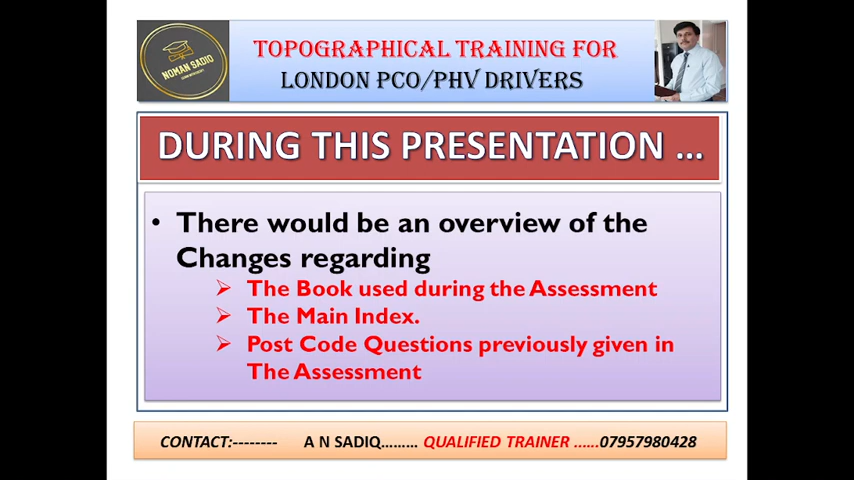 NOMAN SADIQ
TOPOGRAPHICAL TRAINING FOR
LONDON PCO/PHV DRIVERS
DURING THIS PRESENTATION ...
• There would be an overview of the
Changes regarding
➢ The Book used during the Assessment
➢ The Main Index.
➢ Post Code Questions previously given in
The Assessment
CONTACT:-------- A N SADIQ......... QUALIFIED TRAINER ......07957980428